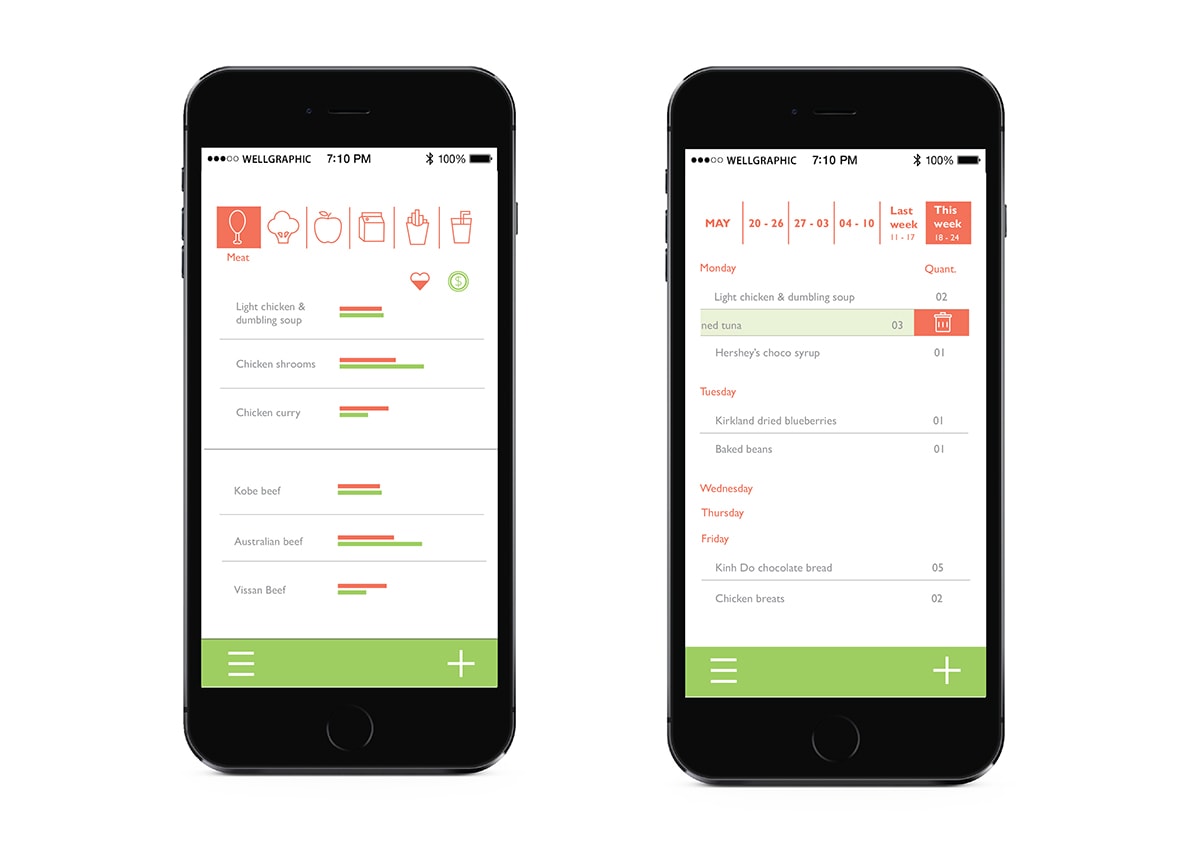 WELLGRAPHIC 7:10 PM 100%
Meat
$
Light chicken &
dumbling soup
Chicken shrooms
Chicken curry
Kobe beef
Australian beef
Vissan Beef
WELLGRAPHIC 7:10 PM 100%
MAY 20 - 26 27 - 03 04 - 10 Last week 11 - 17 This week 18 - 24
Monday Quant.
Light chicken & dumbling soup 02
ned tuna 03
Hershey's choco syrup 01
Tuesday
Kirkland dried blueberries 01
Baked beans 01
Wednesday
Thursday
Friday
Kinh Do chocolate bread 05
Chicken breats 02